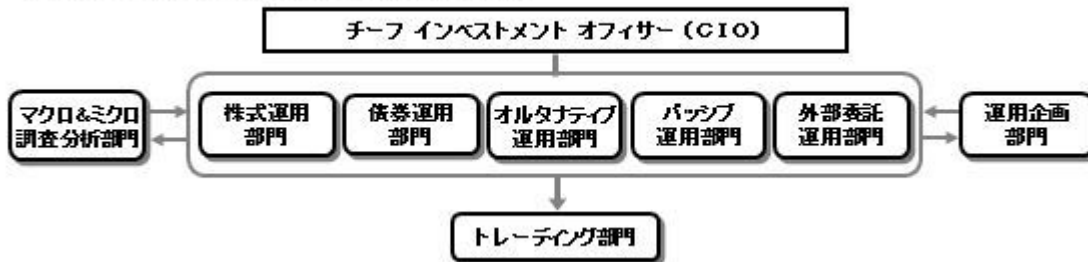 チーフ インベストメント オフィサー(CIO)
マクロ&ミクロ
調査分析部門
株式運用
部門
債券運用
部門
オルタナティブ
運用部門
パッシブ
運用部門
外部委託
運用部門
運用企画
部門
トレーディング部門